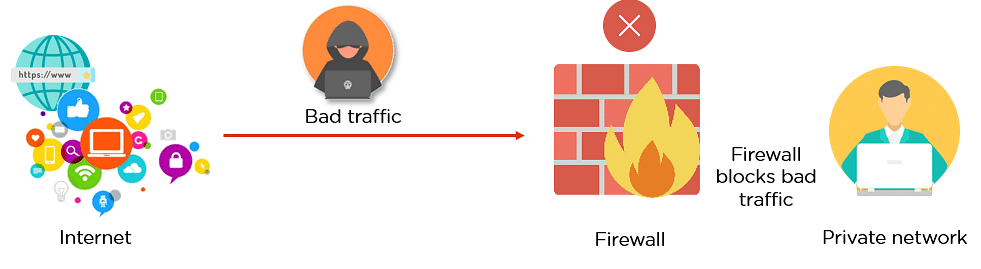 https://www
Bad traffic
Firewall
blocks bad
traffic
Internet
Firewall
Private network